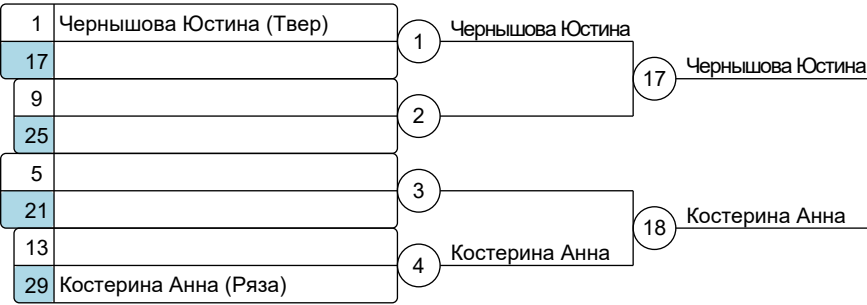 1 Чернышова Юстина (Твер)
17
9
25
5
21
13
29 Костерина Анна (Ряза)
1 Чернышова Юстина
2
3
4 Костерина Анна
17 Чернышова Юстина
18 Костерина Анна